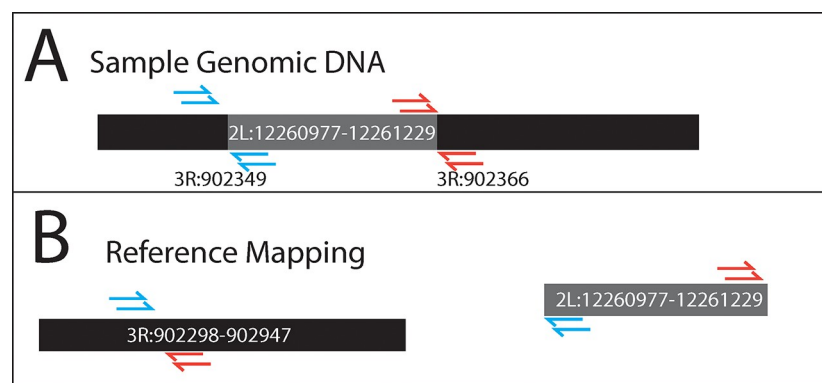 A
Sample Genomic DNA
2L:12260977-12261229
3R:902349
3R:902366
B
Reference Mapping
2L:12260977-12261229
3R:902298-902947